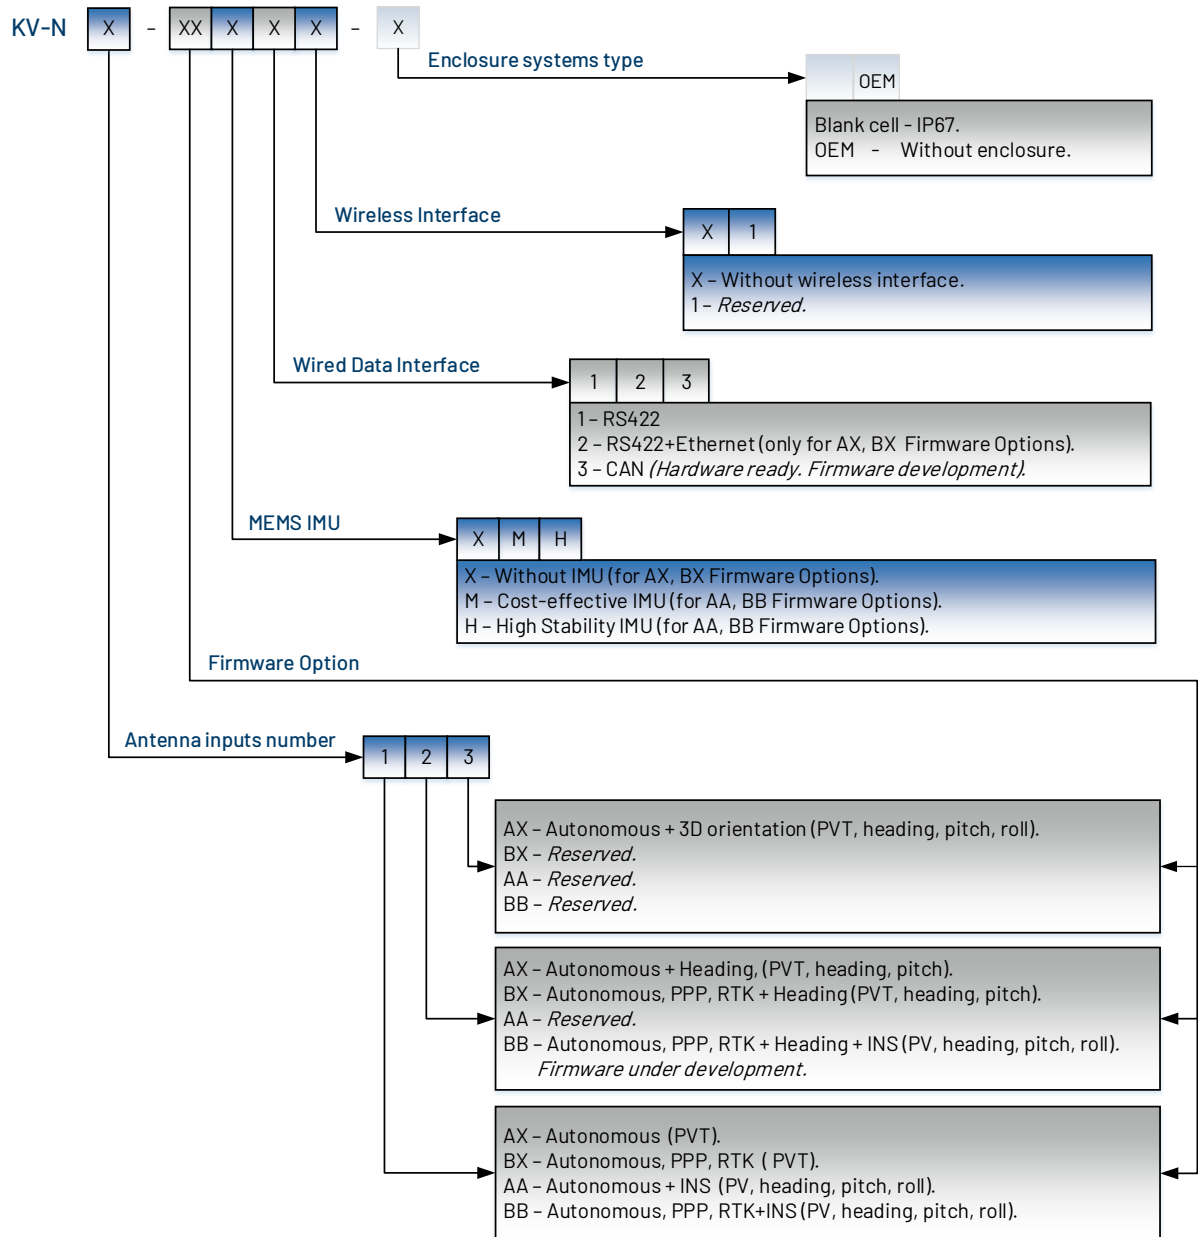 KV-N X - XX X X X - X
Enclosure systems type
OEM
Blank cell - IP67.
OEM - Without enclosure.
Wireless Interface
X 1
X – Without wireless interface.
1 – Reserved.
Wired Data Interface
1 2 3
1 – RS422
2 – RS422+Ethernet (only for AX, BX Firmware Options).
3 – CAN (Hardware ready. Firmware development).
MEMS IMU
X M H
X – Without IMU (for AX, BX Firmware Options).
M – Cost-effective IMU (for AA, BB Firmware Options).
H – High Stability IMU (for AA, BB Firmware Options).
Firmware Option
Antenna inputs number
1 2 3
AX – Autonomous + 3D orientation (PVT, heading, pitch, roll).
BX – Reserved.
AA – Reserved.
BB – Reserved.
AX – Autonomous + Heading, (PVT, heading, pitch).
BX – Autonomous, PPP, RTK + Heading (PVT, heading, pitch).
AA – Reserved.
BB – Autonomous, PPP, RTK + Heading + INS (PV, heading, pitch, roll).
Firmware under development.
AX – Autonomous (PVT).
BX – Autonomous, PPP, RTK ( PVT).
AA – Autonomous + INS (PV, heading, pitch, roll).
BB – Autonomous, PPP, RTK+INS (PV, heading, pitch, roll).